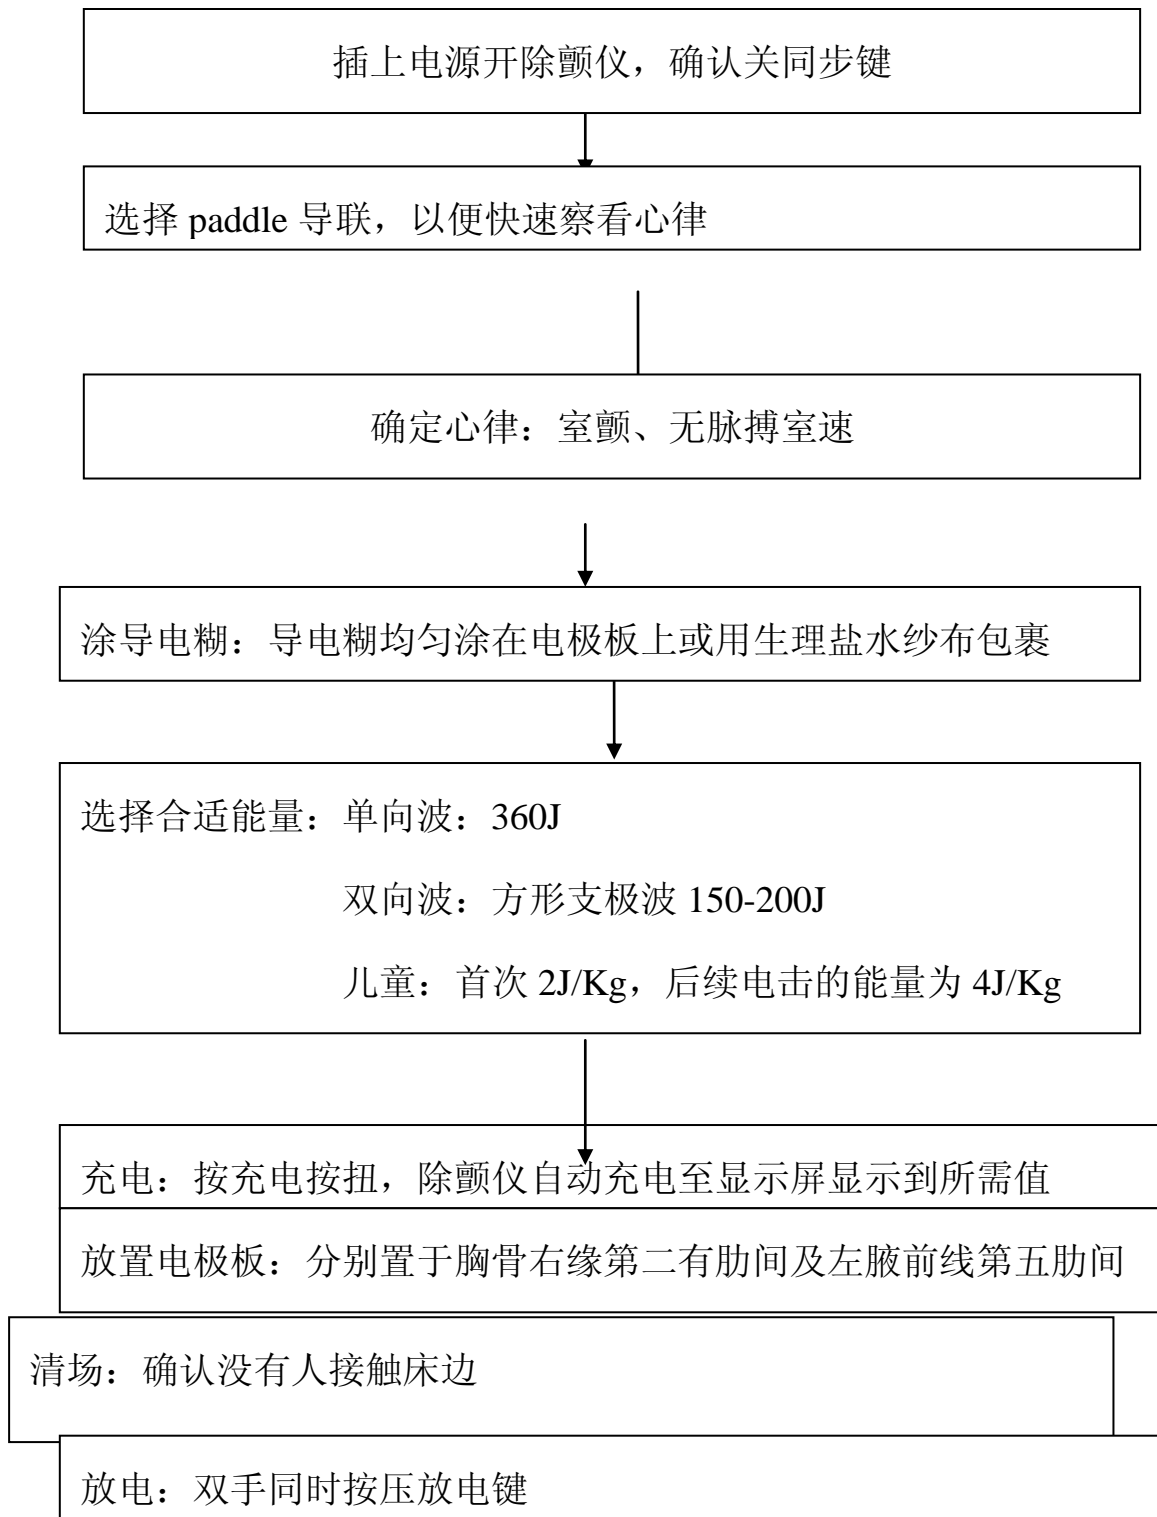 插上电源开除颤仪，确认关同步键
选择 paddle 导联，以便快速察看心律
确定心律：室颤、无脉搏室速
涂导电糊：导电糊均匀涂在电极板上或用生理盐水纱布包裹
选择合适能量：单向波：360J
双向波：方形支极波 150-200J
儿童：首次 2J/Kg，后续电击的能量为 4J/Kg
充电：按充电按扭，除颤仪自动充电至显示屏显示到所需值
放置电极板：分别置于胸骨右缘第二有肋间及左腋前线第五肋间
清场：确认没有人接触床边
放电：双手同时按压放电键